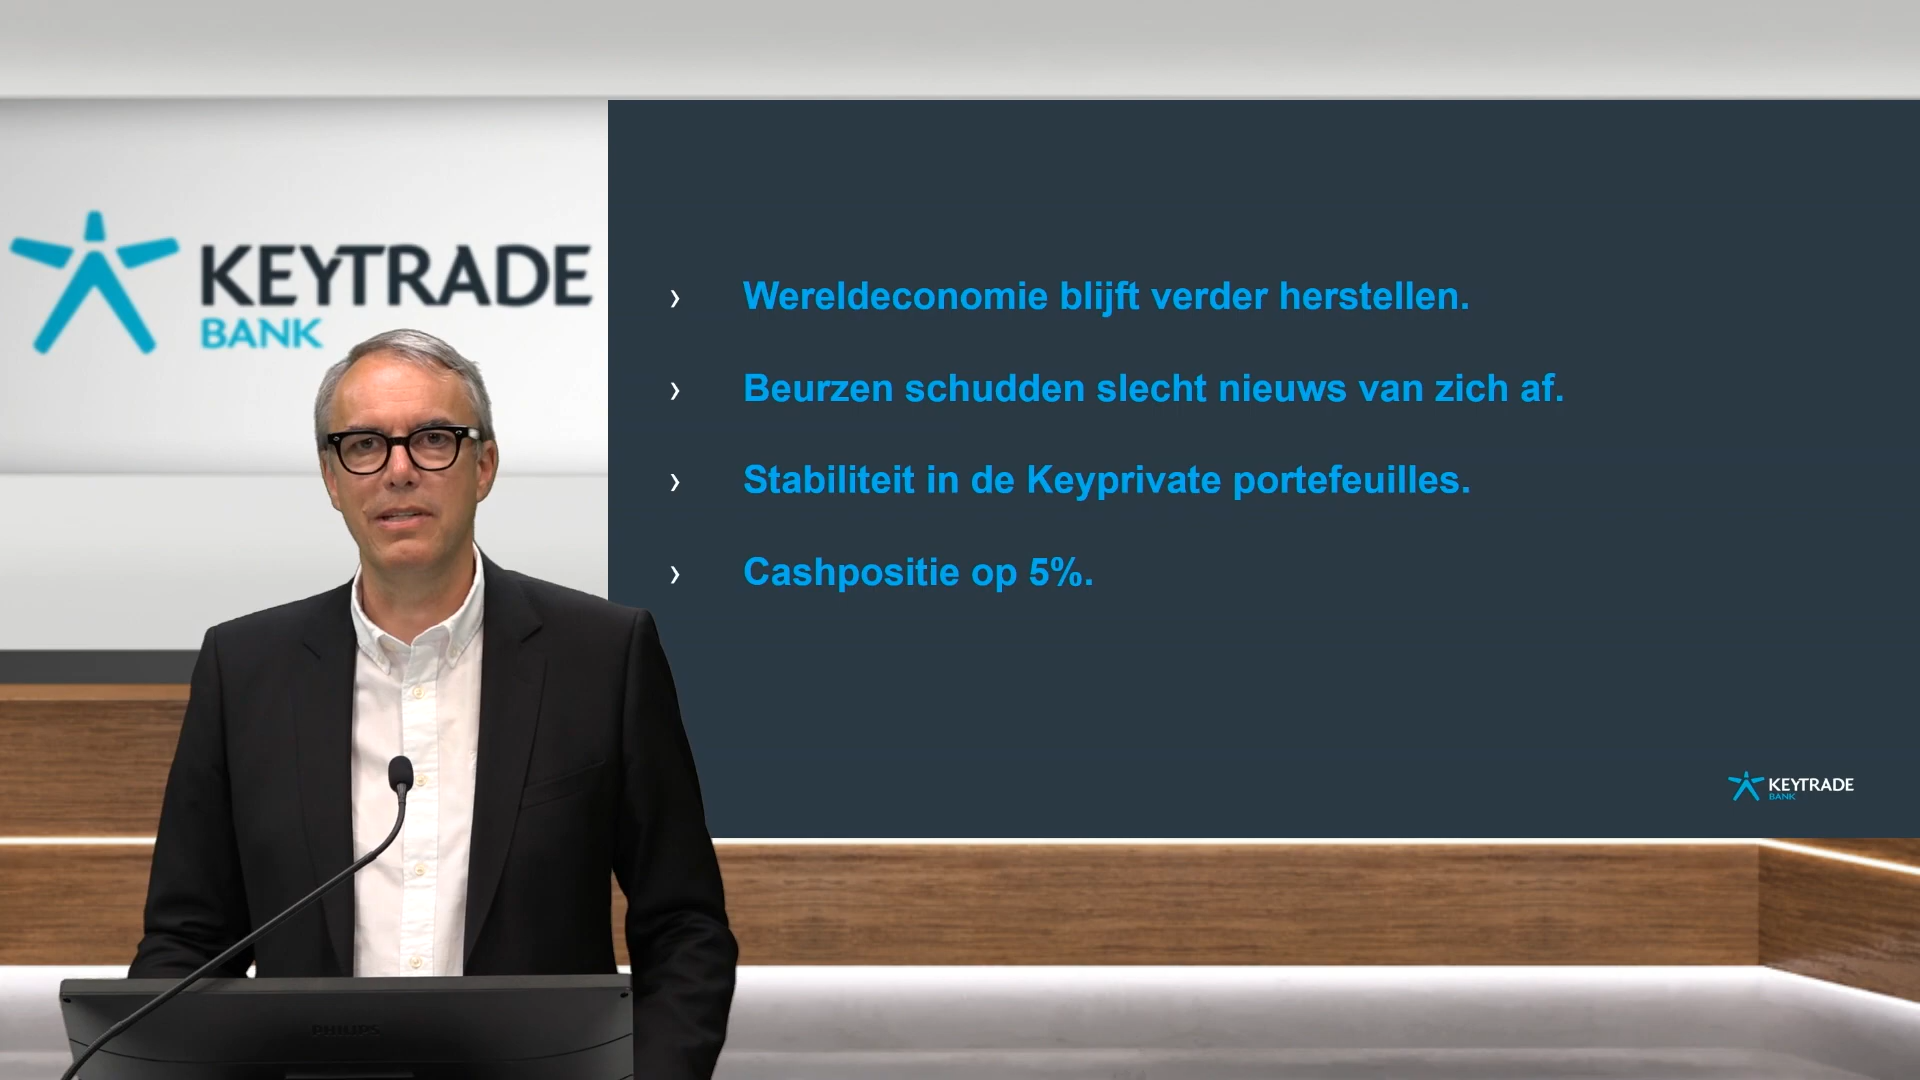 KEYTRADE
BANK
› Wereldeconomie blijft verder herstellen.
› Beurzen schudden slecht nieuws van zich af.
› Stabiliteit in de Keyprivate portefeuilles.
› Cashpositie op 5%.
KEYTRADE
BANK
PHILIPS